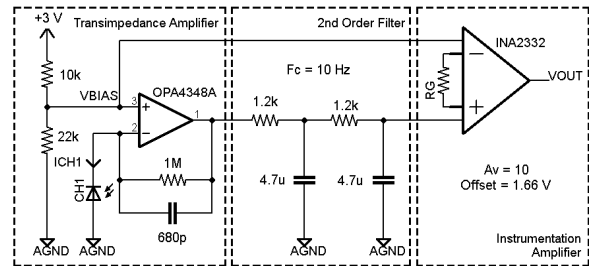 +3 V
Transimpedance Amplifier
2nd Order Filter
INA2332
10k
VBIAS
OPA4348A
Fc = 10 Hz
3
+
1
2
−
1.2k
1.2k
−
RG
+
VOUT
22k
ICH1
1M
CH1
4.7u
4.7u
Av = 10
Offset = 1.66 V
680p
AGND
AGND
AGND
AGND
Instrumentation
Amplifier